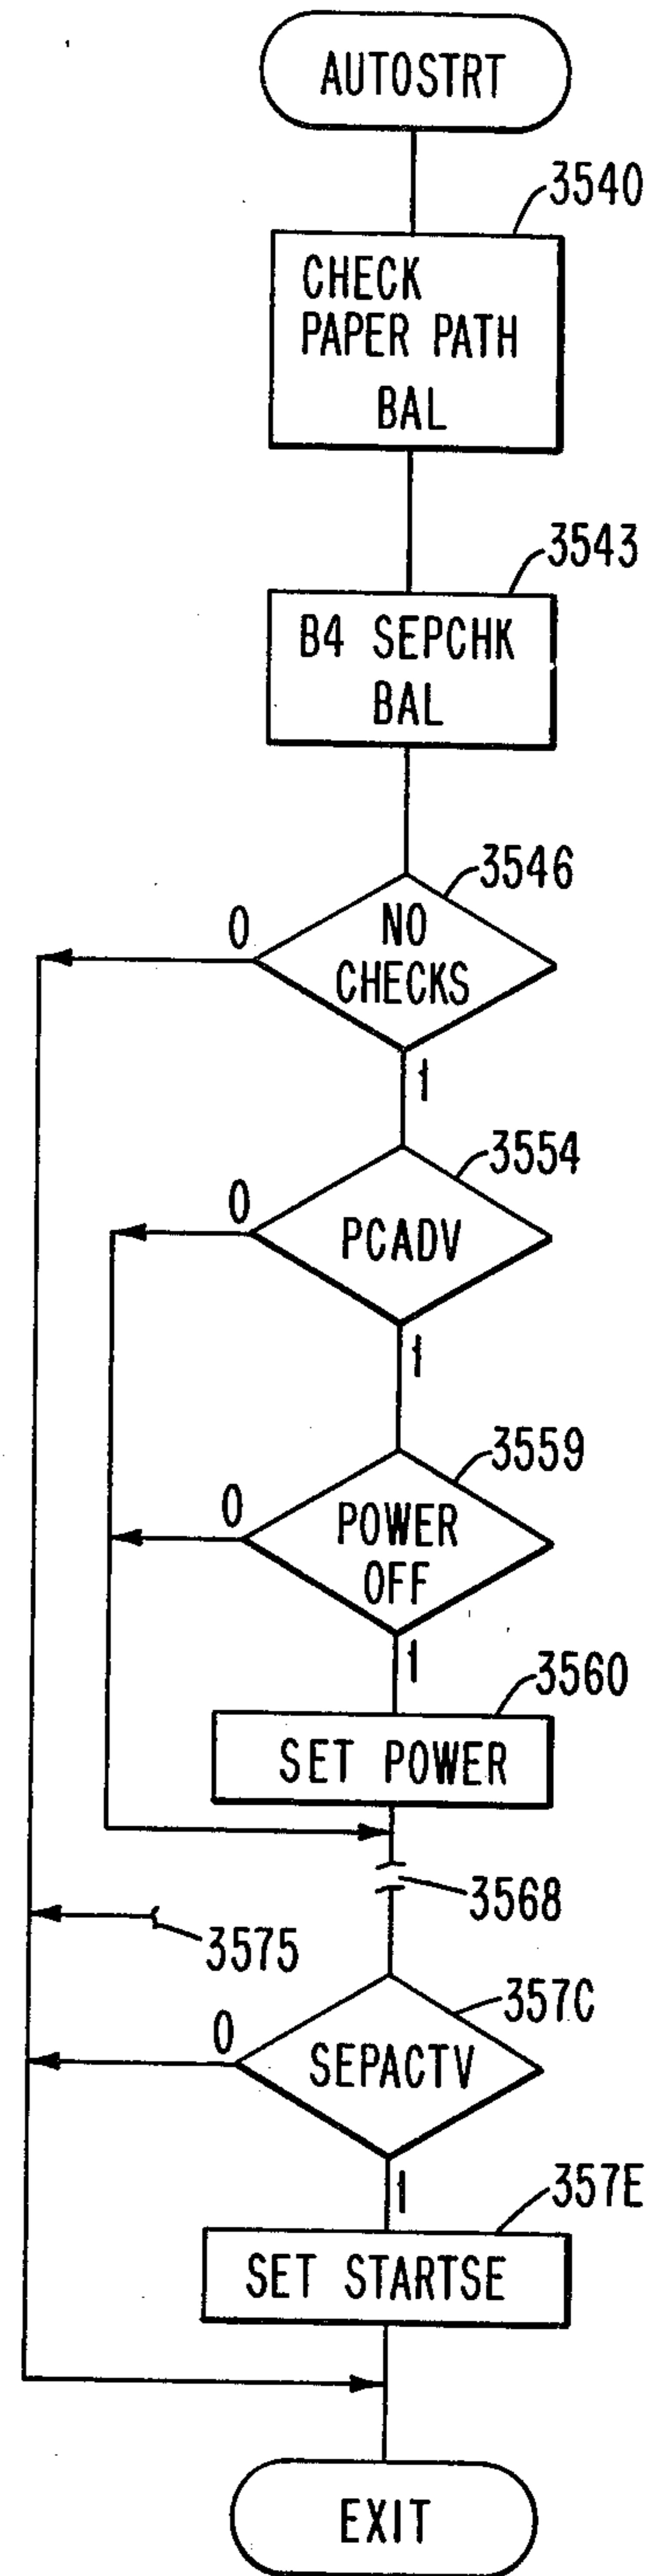 AUTOSTRT
3540
CHECK
PAPER PATH
BAL
3543
B4 SEPCHK
BAL
3546
0
NO
CHECKS
1
3554
0
PCADV
1
3559
0
POWER
OFF
1
3560
SET POWER
3568
3575
357C
0
SEPACTV
1
357E
SET STARTSE
EXIT